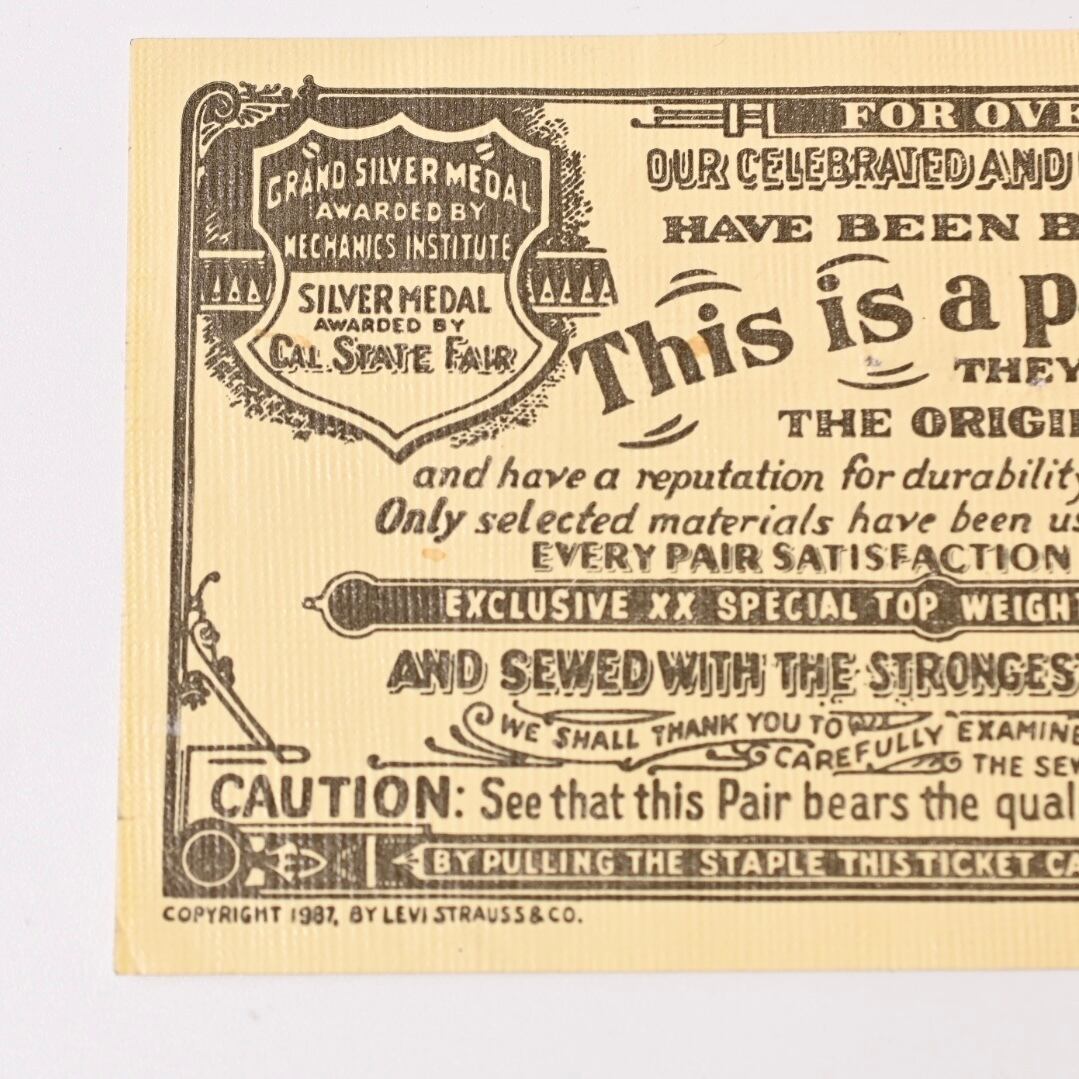 "GRAND SILVER MEDAL"
AWARDED BY
MECHANICS INSTITUTE
SILVER MEDAL
AWARDED BY
CAL STATE FAIR
FOR OVE
OUR CELEBRATED AND
HAVE BEEN B
This is a p
THEY
THE ORIGI
and have a reputation for durability
Only selected materials have been us
EVERY PAIR SATISFACTION
EXCLUSIVE XX SPECIAL TOP WEIGHT
AND SEWED WITH THE STRONGEST
WE SHALL THANK YOU TO
CAREFULLY EXAMINE
THE SEW
CAUTION: See that this Pair bears the qual
BY PULLING THE STAPLE THIS TICKET CA
COPYRIGHT 1987, BY LEVI STRAUSS & CO.